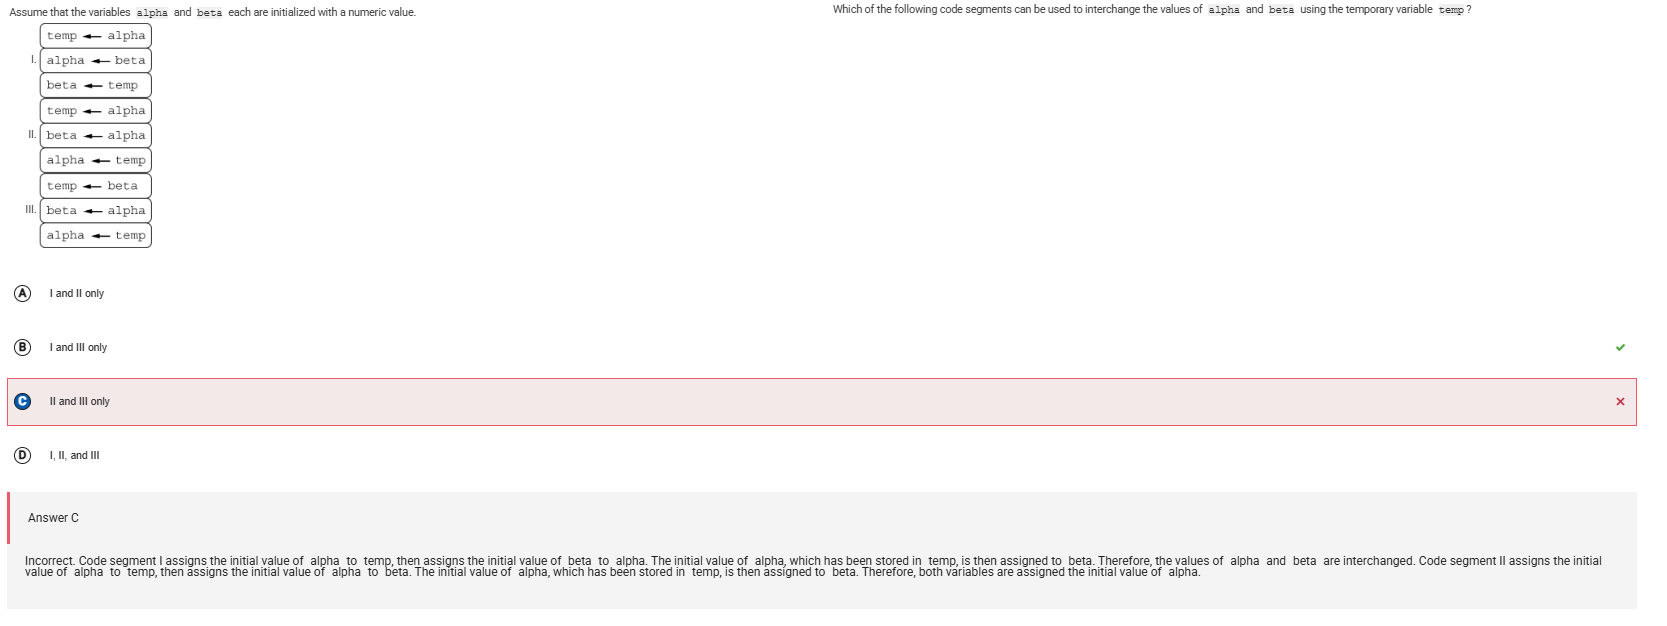 Assume that the variables alpha and beta each are initialized with a numeric value.
Which of the following code segments can be used to interchange the values of alpha and beta using the temporary variable temp ?
temp ← alpha
I. alpha ← beta
beta ← temp
temp ← alpha
II. beta ← alpha
alpha ← temp
temp ← beta
III. beta ← alpha
alpha ← temp
A I and II only
B I and III only
C II and III only
D I, II, and III
Answer C
Incorrect. Code segment I assigns the initial value of alpha to temp, then assigns the initial value of beta to alpha. The initial value of alpha, which has been stored in temp, is then assigned to beta. Therefore, the values of alpha and beta are interchanged. Code segment II assigns the initial
value of alpha to temp, then assigns the initial value of alpha to beta. The initial value of alpha, which has been stored in temp, is then assigned to beta. Therefore, both variables are assigned the initial value of alpha.